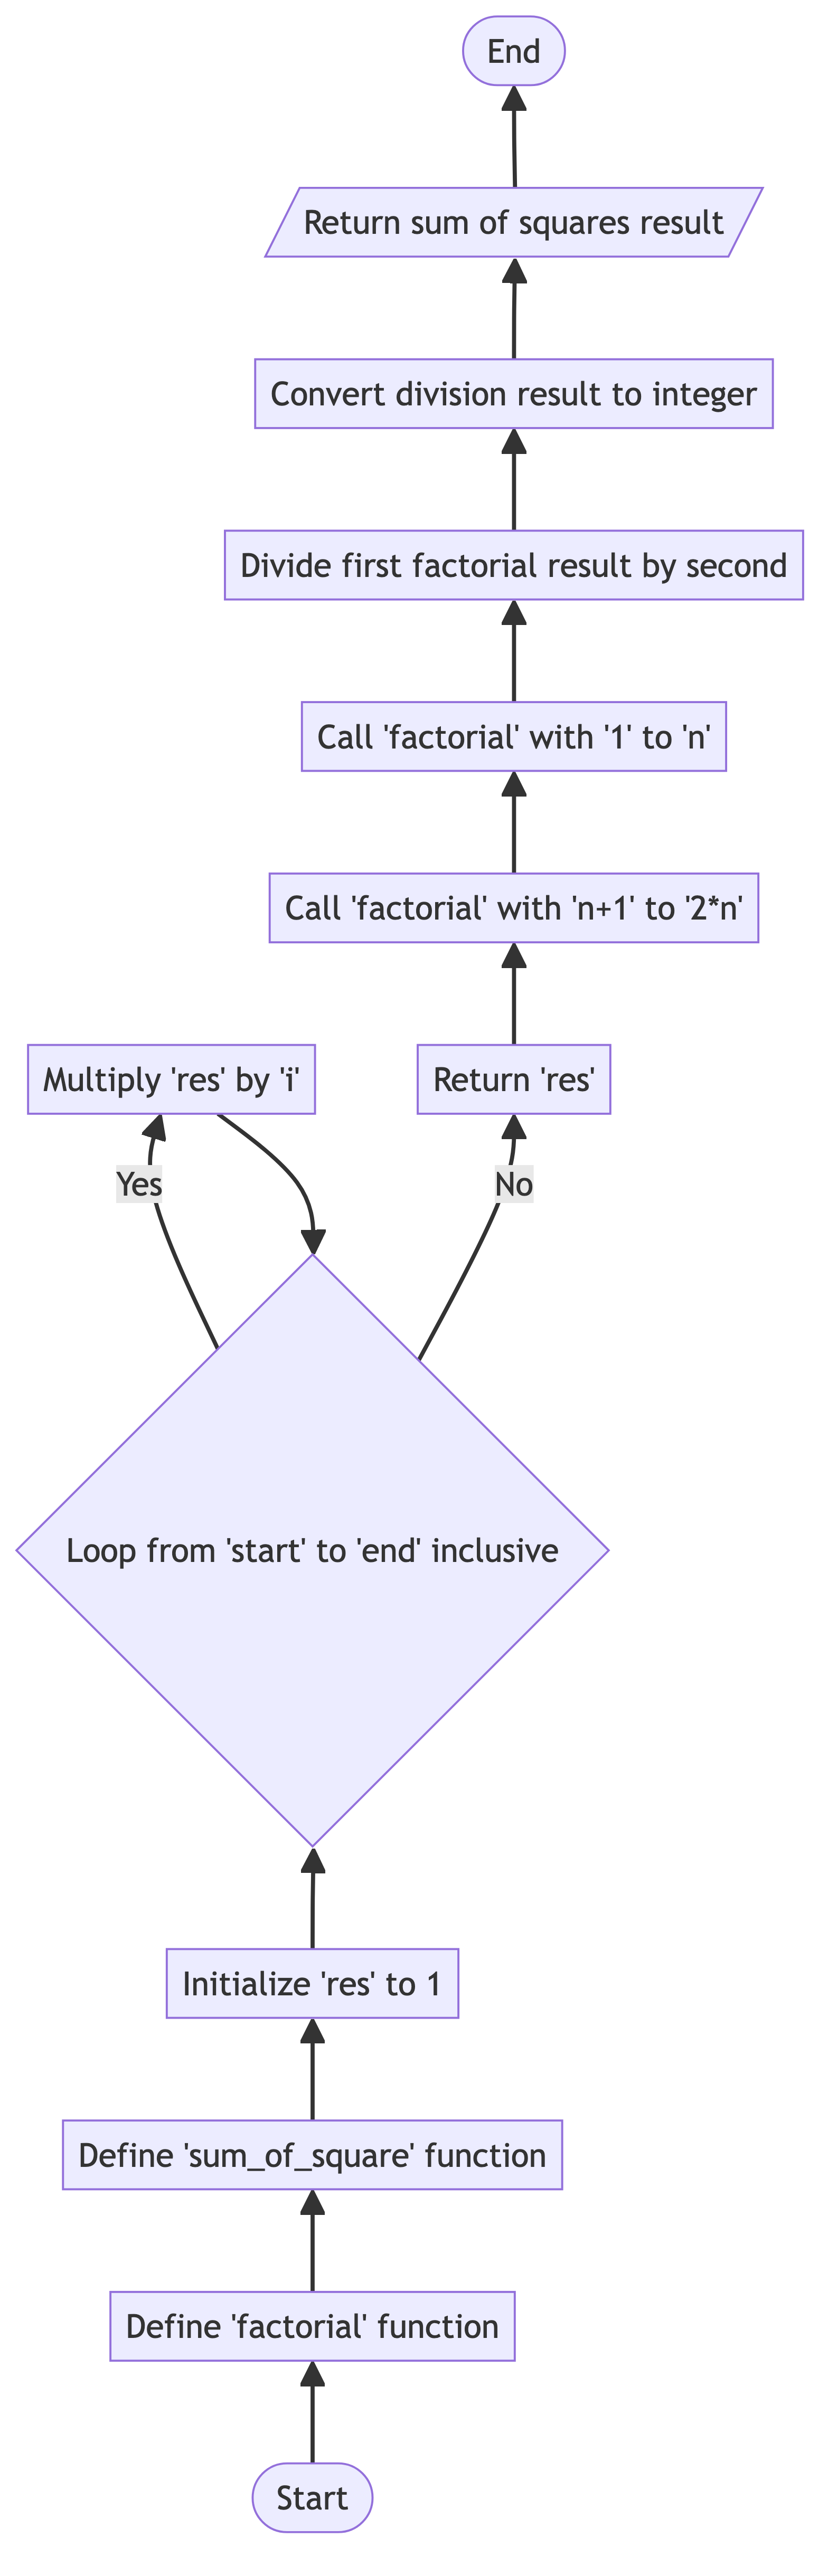 End
Return sum of squares result
Convert division result to integer
Divide first factorial result by second
Call 'factorial' with '1' to 'n'
Call 'factorial' with 'n+1' to '2*n'
Multiply 'res' by 'i'
Return 'res'
Yes
No
Loop from 'start' to 'end' inclusive
Initialize 'res' to 1
Define 'sum_of_square' function
Define 'factorial' function
Start